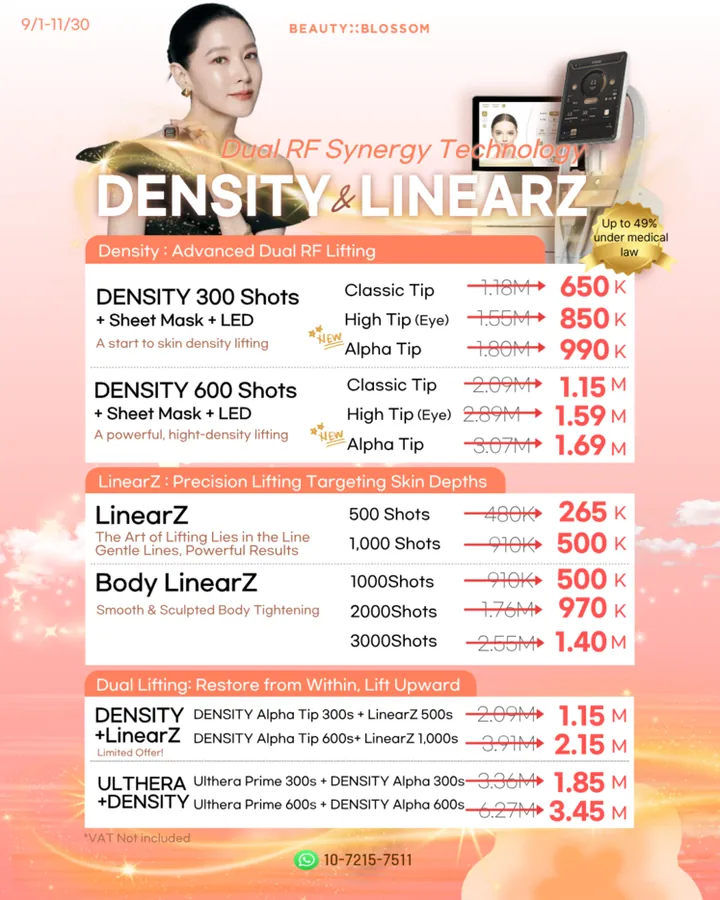 9/1-11/30
BEAUTY BLOSSOM
Dual RF Synergy Technology
DENSITY & LINEARZ
Up to 49%
under medical
law
Density : Advanced Dual RF Lifting
DENSITY 300 Shots
+ Sheet Mask + LED
A start to skin density lifting
Classic Tip 1.18M 650 K
High Tip (Eye) 1.55M 850 K
NEW Alpha Tip 1.80M 990 K
DENSITY 600 Shots
+ Sheet Mask + LED
A powerful, hight-density lifting
Classic Tip 2.09M 1.15 M
High Tip (Eye) 2.89M 1.59 M
NEW Alpha Tip 3.07M 1.69 M
LinearZ : Precision Lifting Targeting Skin Depths
LinearZ
The Art of Lifting Lies in the Line
Gentle Lines, Powerful Results
500 Shots 480K 265 K
1,000 Shots 910K 500 K
Body LinearZ
Smooth & Sculpted Body Tightening
1000Shots 910K 500 K
2000Shots 1.76M 970 K
3000Shots 2.55M 1.40 M
Dual Lifting: Restore from Within, Lift Upward
DENSITY
+LinearZ
Limited Offer!
DENSITY Alpha Tip 300s + LinearZ 500s 2.09M 1.15 M
DENSITY Alpha Tip 600s+ LinearZ 1,000s 3.91M 2.15 M
ULTHERA
+DENSITY
Ulthera Prime 300s + DENSITY Alpha 300s 3.36M 1.85 M
Ulthera Prime 600s + DENSITY Alpha 600s 6.27M 3.45 M
*VAT Not included
10-7215-7511